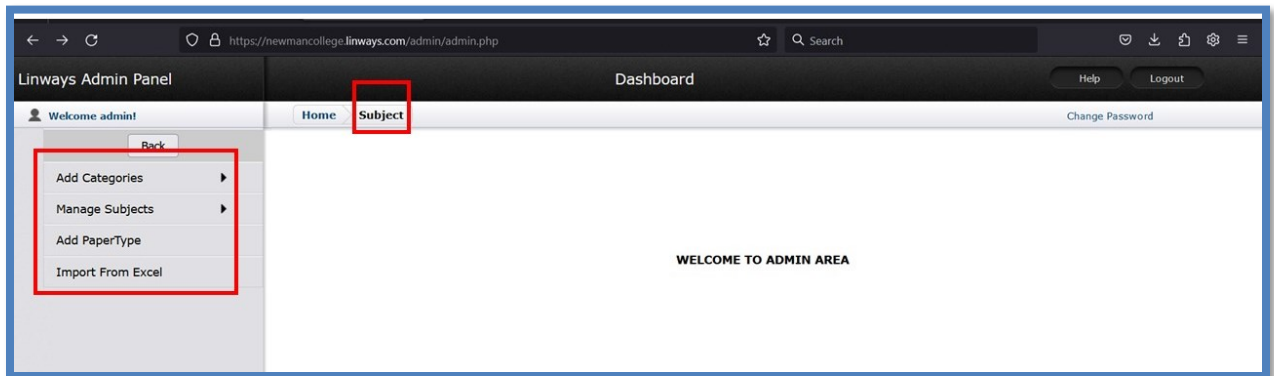 https://newmancollege.linways.com/admin/admin.php
Search
Linways Admin Panel
Dashboard
Help
Logout
Welcome admin!
Home
Subject
Change Password
Back
Add Categories
Manage Subjects
Add PaperType
Import From Excel
WELCOME TO ADMIN AREA